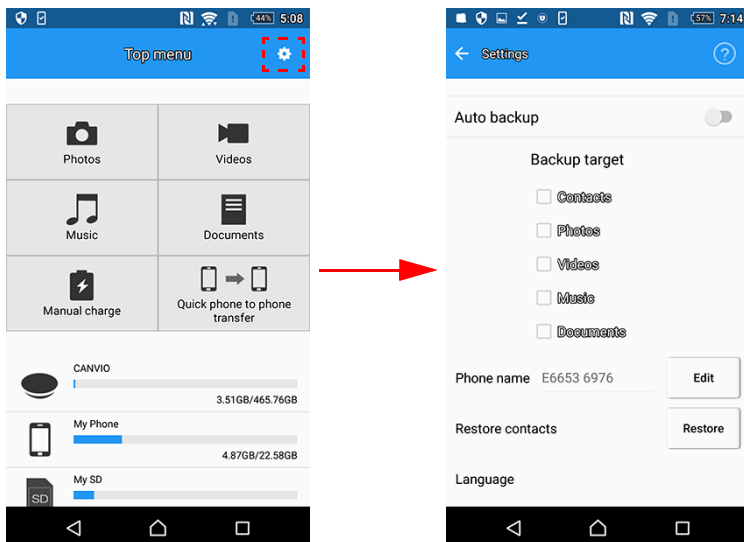 44% 5:08
Top menu
Photos
Videos
Music
Documents
Manual charge
Quick phone to phone
transfer
CANVIO
3.51GB/465.76GB
My Phone
4.87GB/22.58GB
My SD
SD
57% 7:14
Settings
?
Auto backup
Backup target
Contacts
Photos
Videos
Music
Documents
Phone name E6653 6976 Edit
Restore contacts Restore
Language